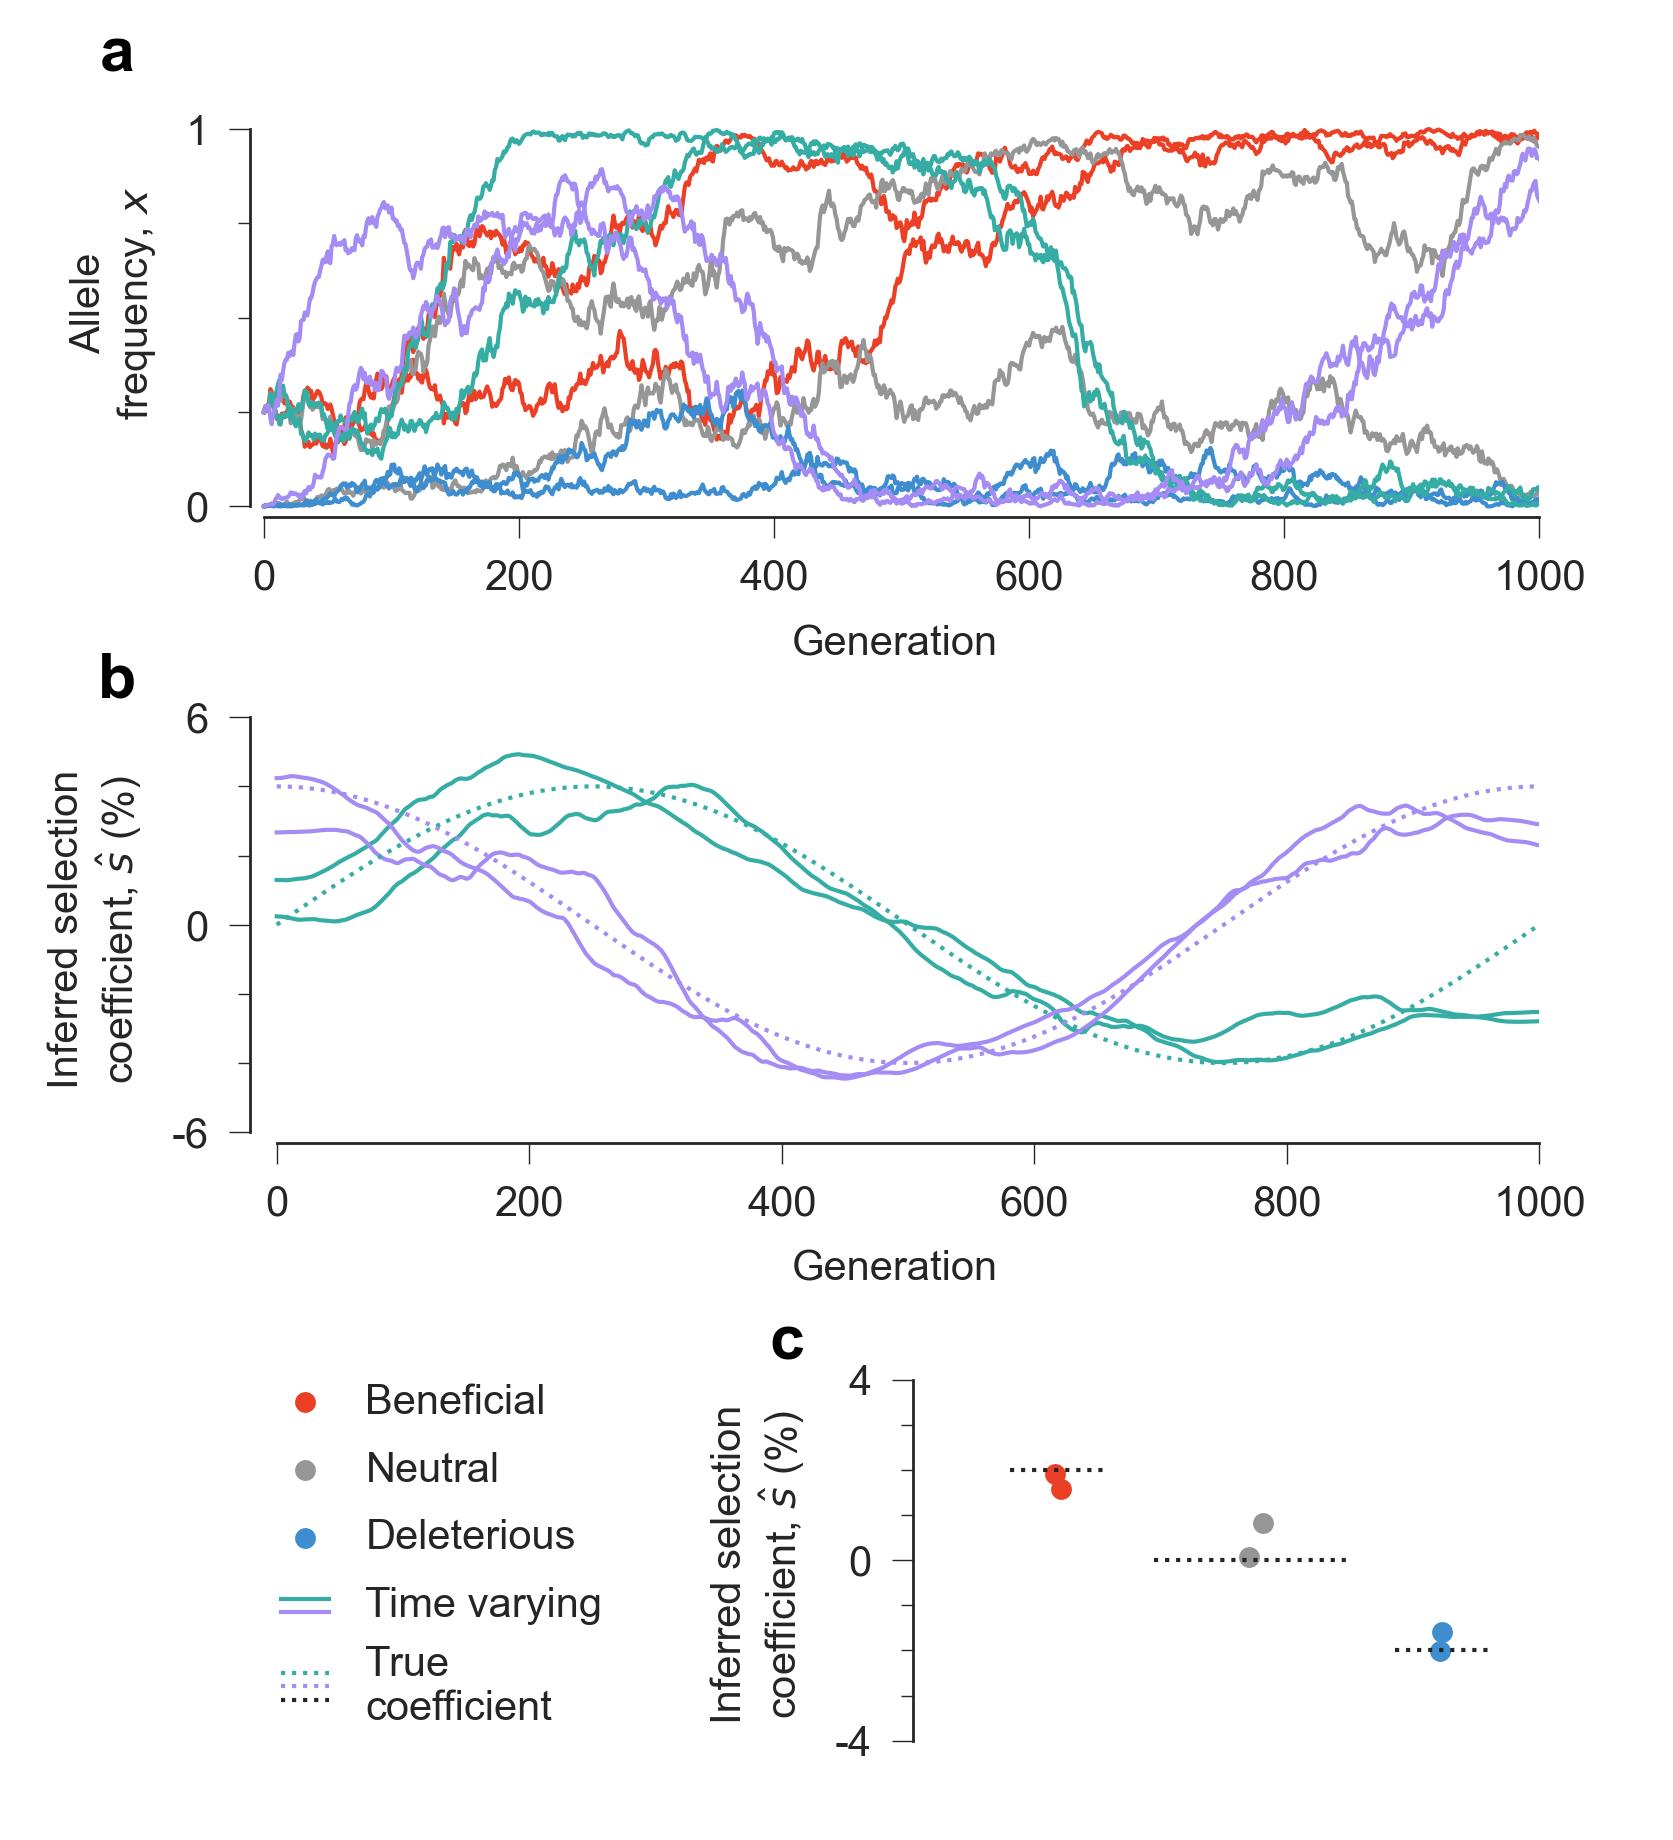 a
1
0
Allele
frequency, x
0 200 400 600 800 1000
Generation
b
6
0
-6
Inferred selection
coefficient, ŝ (%)
0 200 400 600 800 1000
Generation
c
4
0
-4
Inferred selection
coefficient, ŝ (%)
Beneficial
Neutral
Deleterious
Time varying
True
coefficient